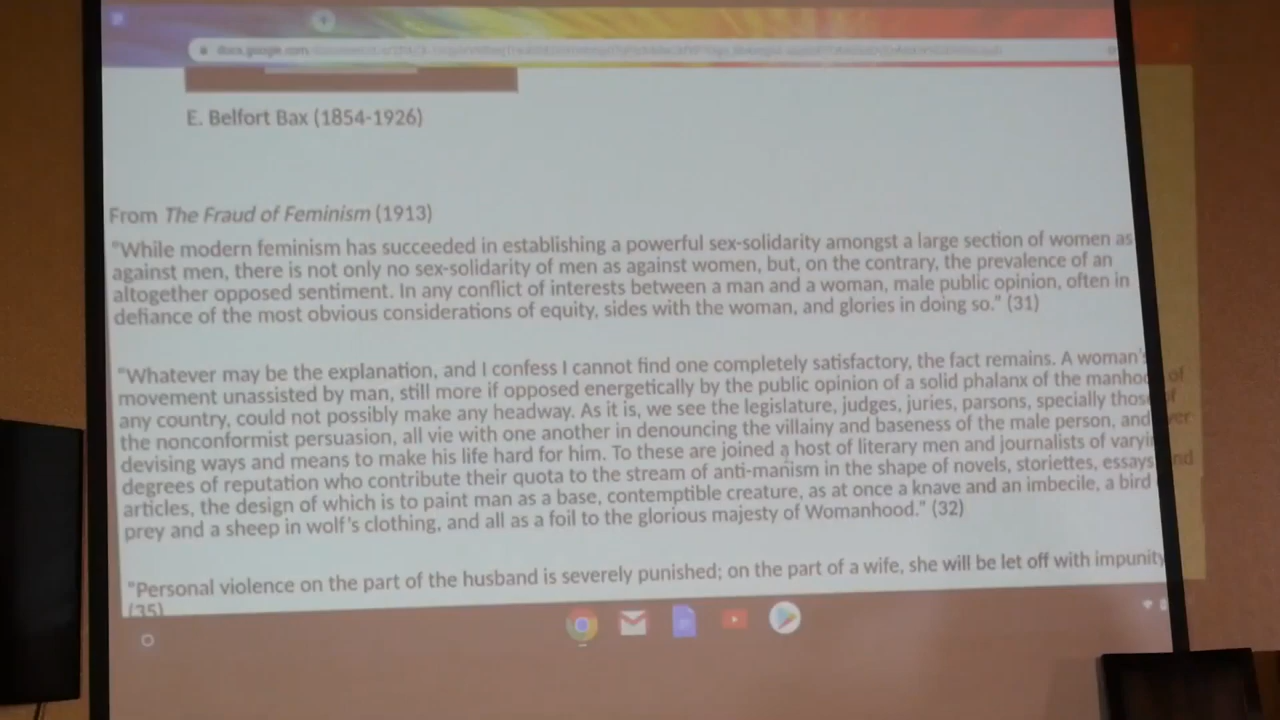 docs.google.com
E. Belfort Bax (1854-1926)
From The Fraud of Feminism (1913)
"While modern feminism has succeeded in establishing a powerful sex-solidarity amongst a large section of women as
against men, there is not only no sex-solidarity of men as against women, but, on the contrary, the prevalence of an
altogether opposed sentiment. In any conflict of interests between a man and a woman, male public opinion, often in
defiance of the most obvious considerations of equity, sides with the woman, and glories in doing so." (31)
"Whatever may be the explanation, and I confess I cannot find one completely satisfactory, the fact remains. A woman's
movement unassisted by man, still more if opposed energetically by the public opinion of a solid phalanx of the manhood of
any country, could not possibly make any headway. As it is, we see the legislature, judges, juries, parsons, specially those of
the nonconformist persuasion, all vie with one another in denouncing the villainy and baseness of the male person, and ever
devising ways and means to make his life hard for him. To these are joined a host of literary men and journalists of varying
degrees of reputation who contribute their quota to the stream of anti-manism in the shape of novels, storiettes, essays and
articles, the design of which is to paint man as a base, contemptible creature, as at once a knave and an imbecile, a bird
prey and a sheep in wolf's clothing, and all as a foil to the glorious majesty of Womanhood." (32)
"Personal violence on the part of the husband is severely punished; on the part of a wife, she will be let off with impunity
(35)